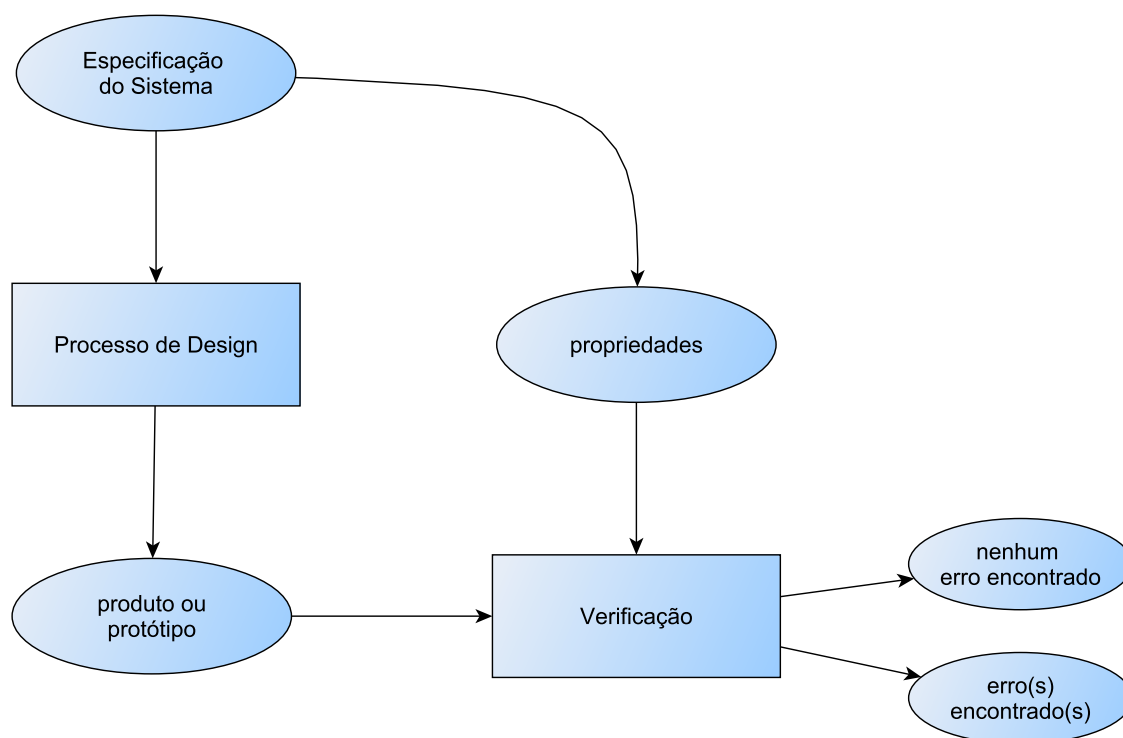 Especificação
do Sistema
Processo de Design
propriedades
produto ou
protótipo
Verificação
nenhum
erro encontrado
erro(s)
encontrado(s)